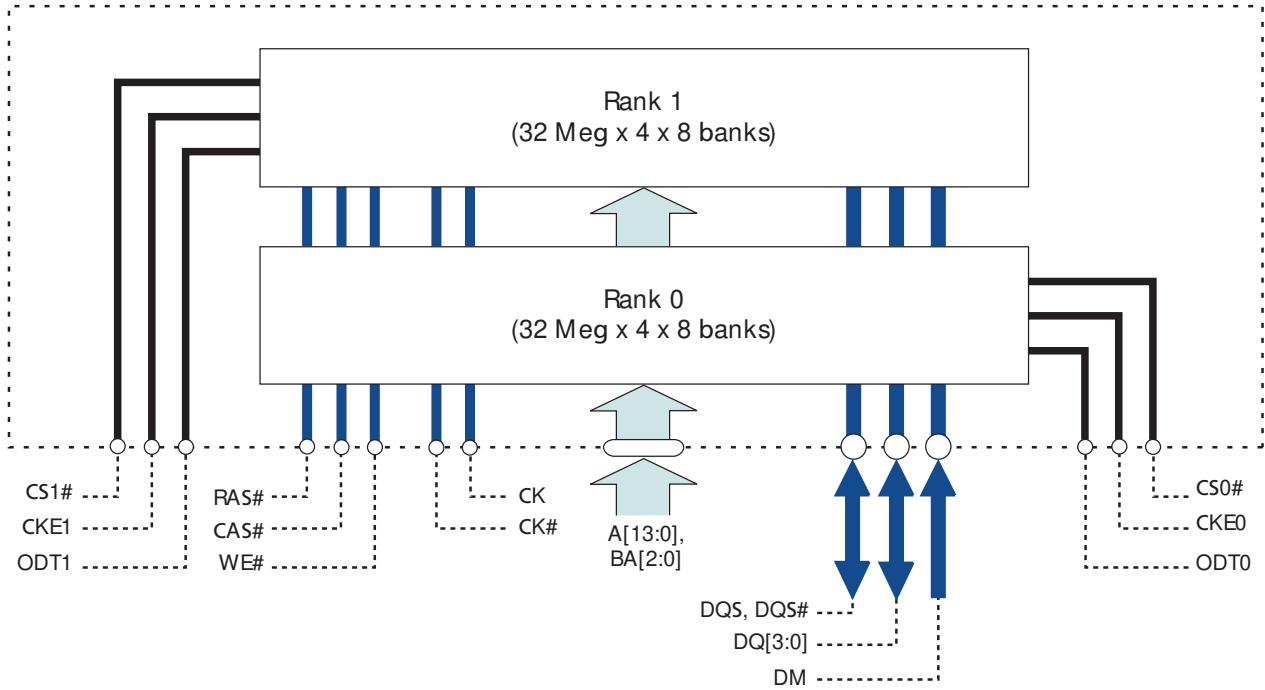 Rank 1
(32 Meg x 4 x 8 banks)
Rank 0
(32 Meg x 4 x 8 banks)
CS1#
CKE1
ODT1
RAS#
CAS#
WE#
CK
CK#
A[13:0],
BA[2:0]
DQS, DQS#
DQ[3:0]
DM
CS0#
CKE0
ODT0